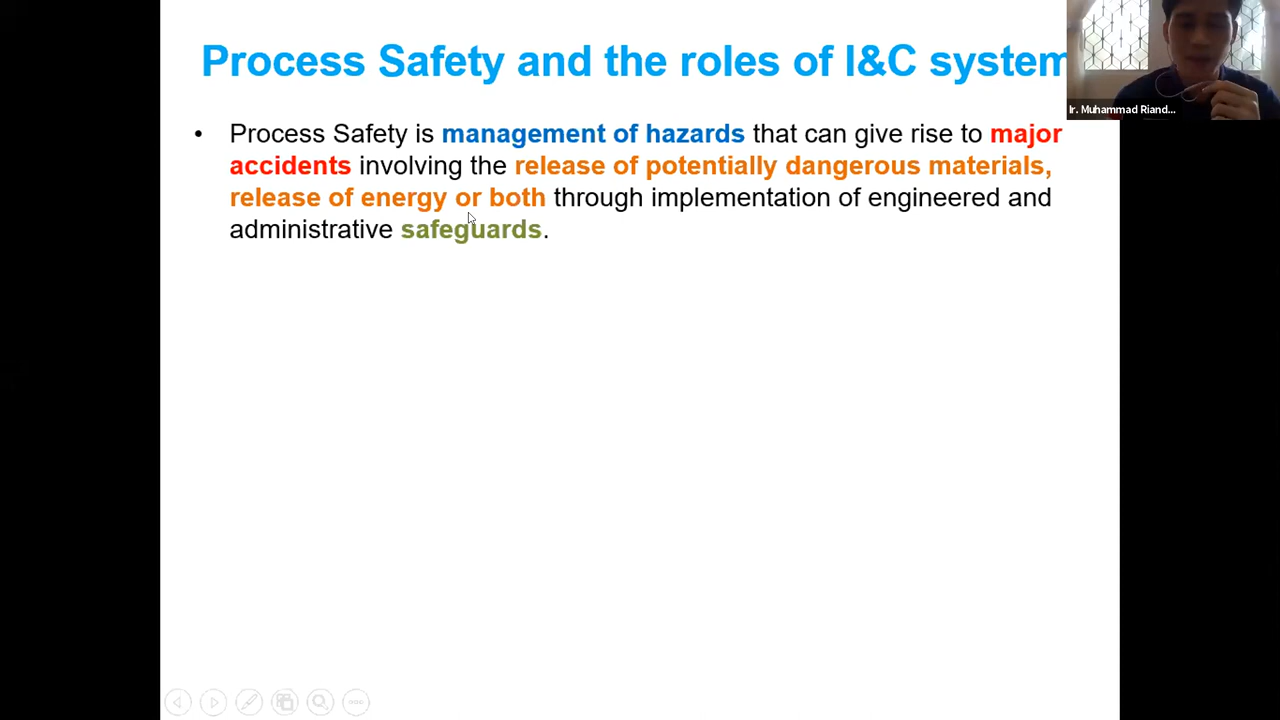 Process Safety and the roles of I&C system
Ir. Muhammad Riand...
• Process Safety is management of hazards that can give rise to major
accidents involving the release of potentially dangerous materials,
release of energy or both through implementation of engineered and
administrative safeguards.